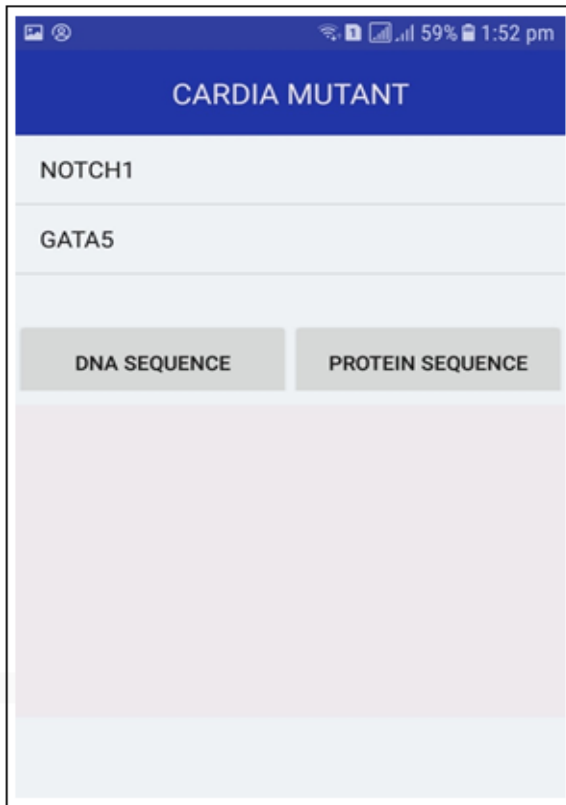 59% 1:52 pm
CARDIA MUTANT
NOTCH1
GATA5
DNA SEQUENCE PROTEIN SEQUENCE